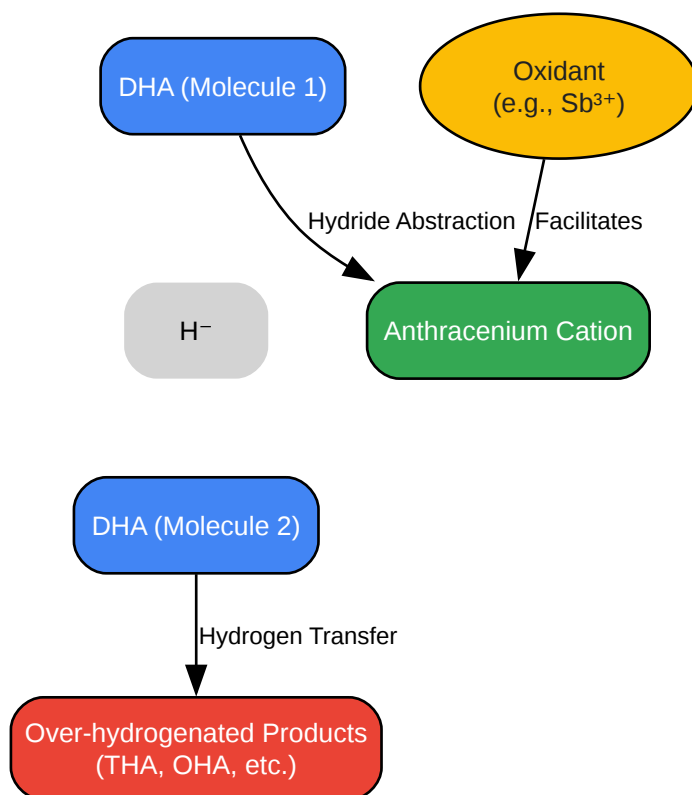 DHA (Molecule 1)
Oxidant
(e.g., Sb³⁺)
Hydride Abstraction
Facilitates
H⁻
Anthracenium Cation
DHA (Molecule 2)
Hydrogen Transfer
Over-hydrogenated Products
(THA, OHA, etc.)